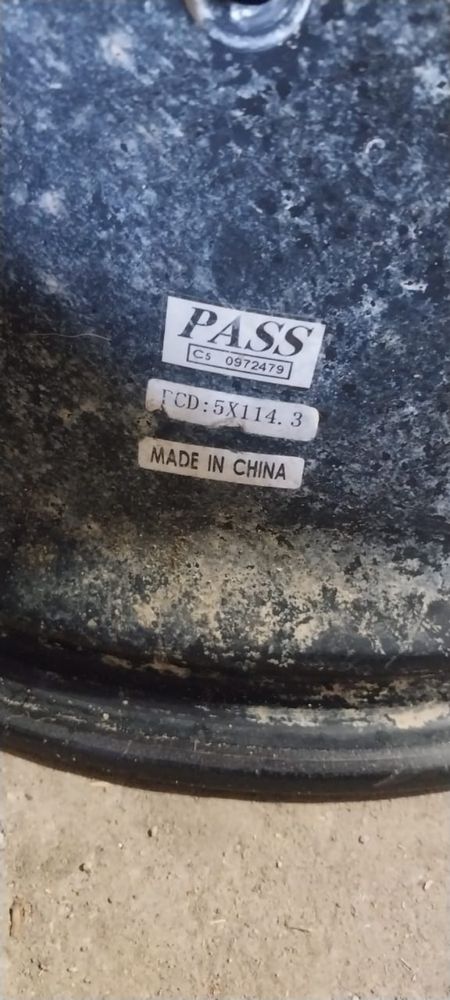 PASS
C5 0972479
PCD:5X114.3
MADE IN CHINA